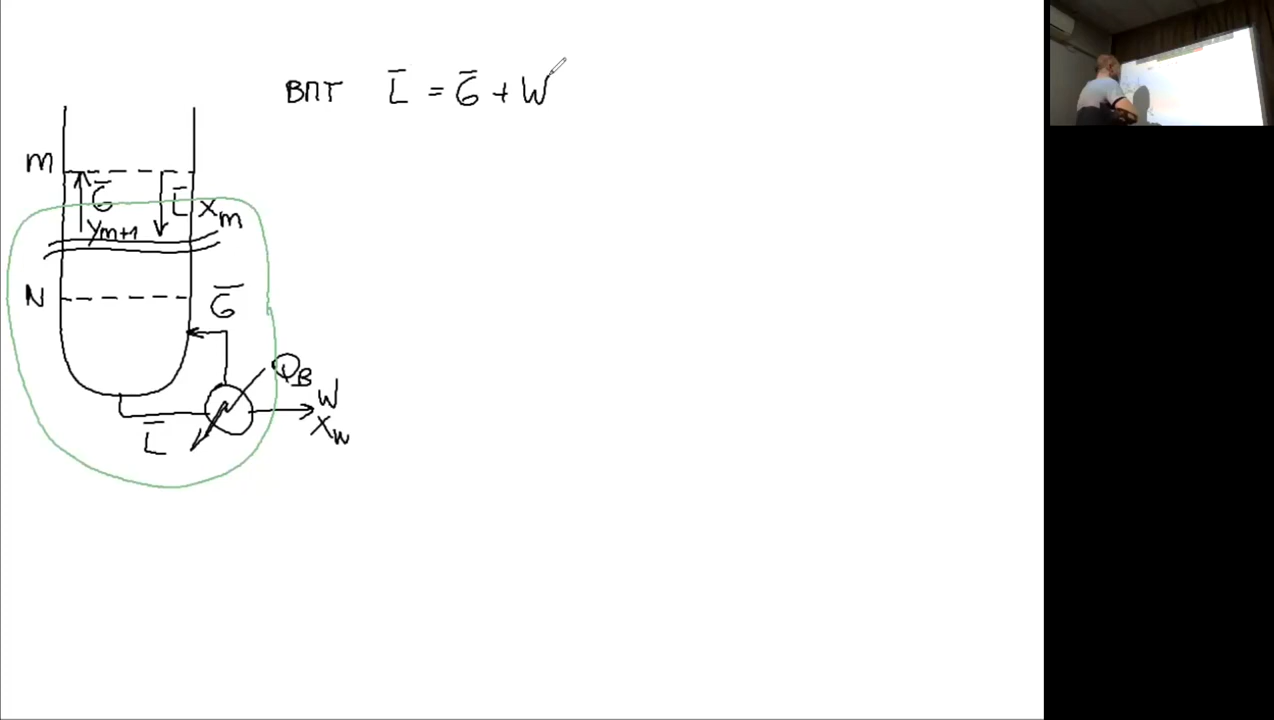 ВПТ L̄ = Ḡ + W
m
Ḡ L̄ xm
ym+1
N Ḡ
QB
W
xw
L̄